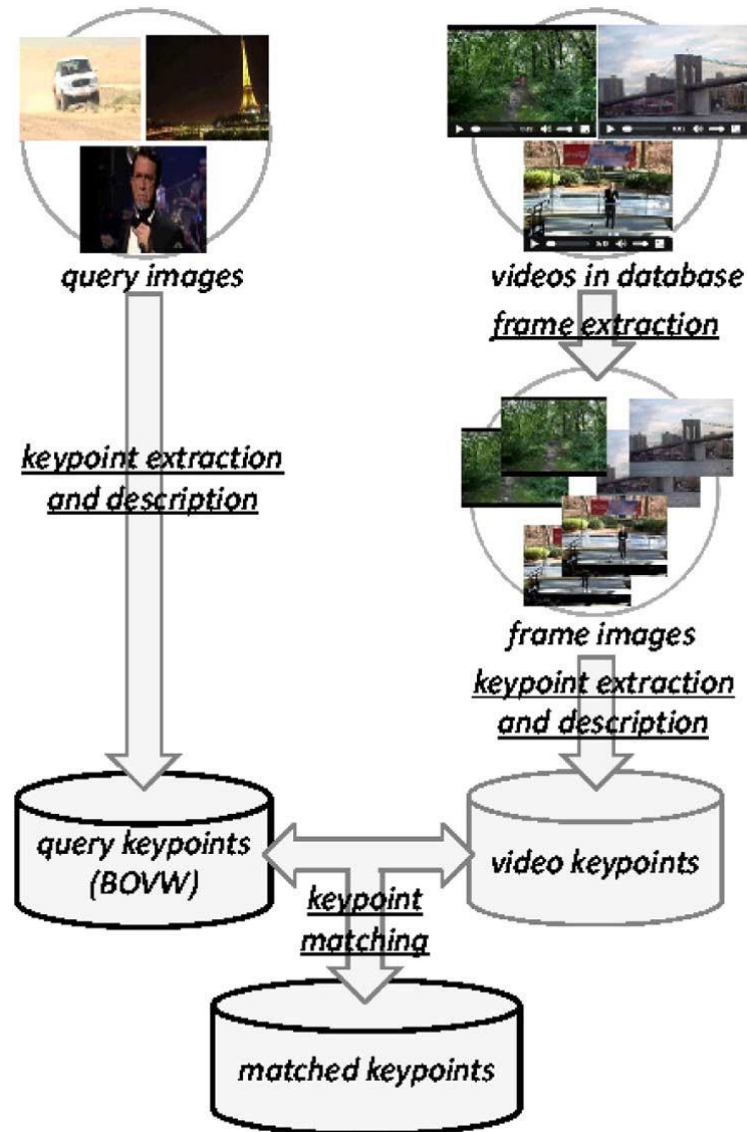 query images
videos in database
frame extraction
keypoint extraction
and description
frame images
keypoint extraction
and description
query keypoints
(BOVW)
video keypoints
keypoint
matching
matched keypoints